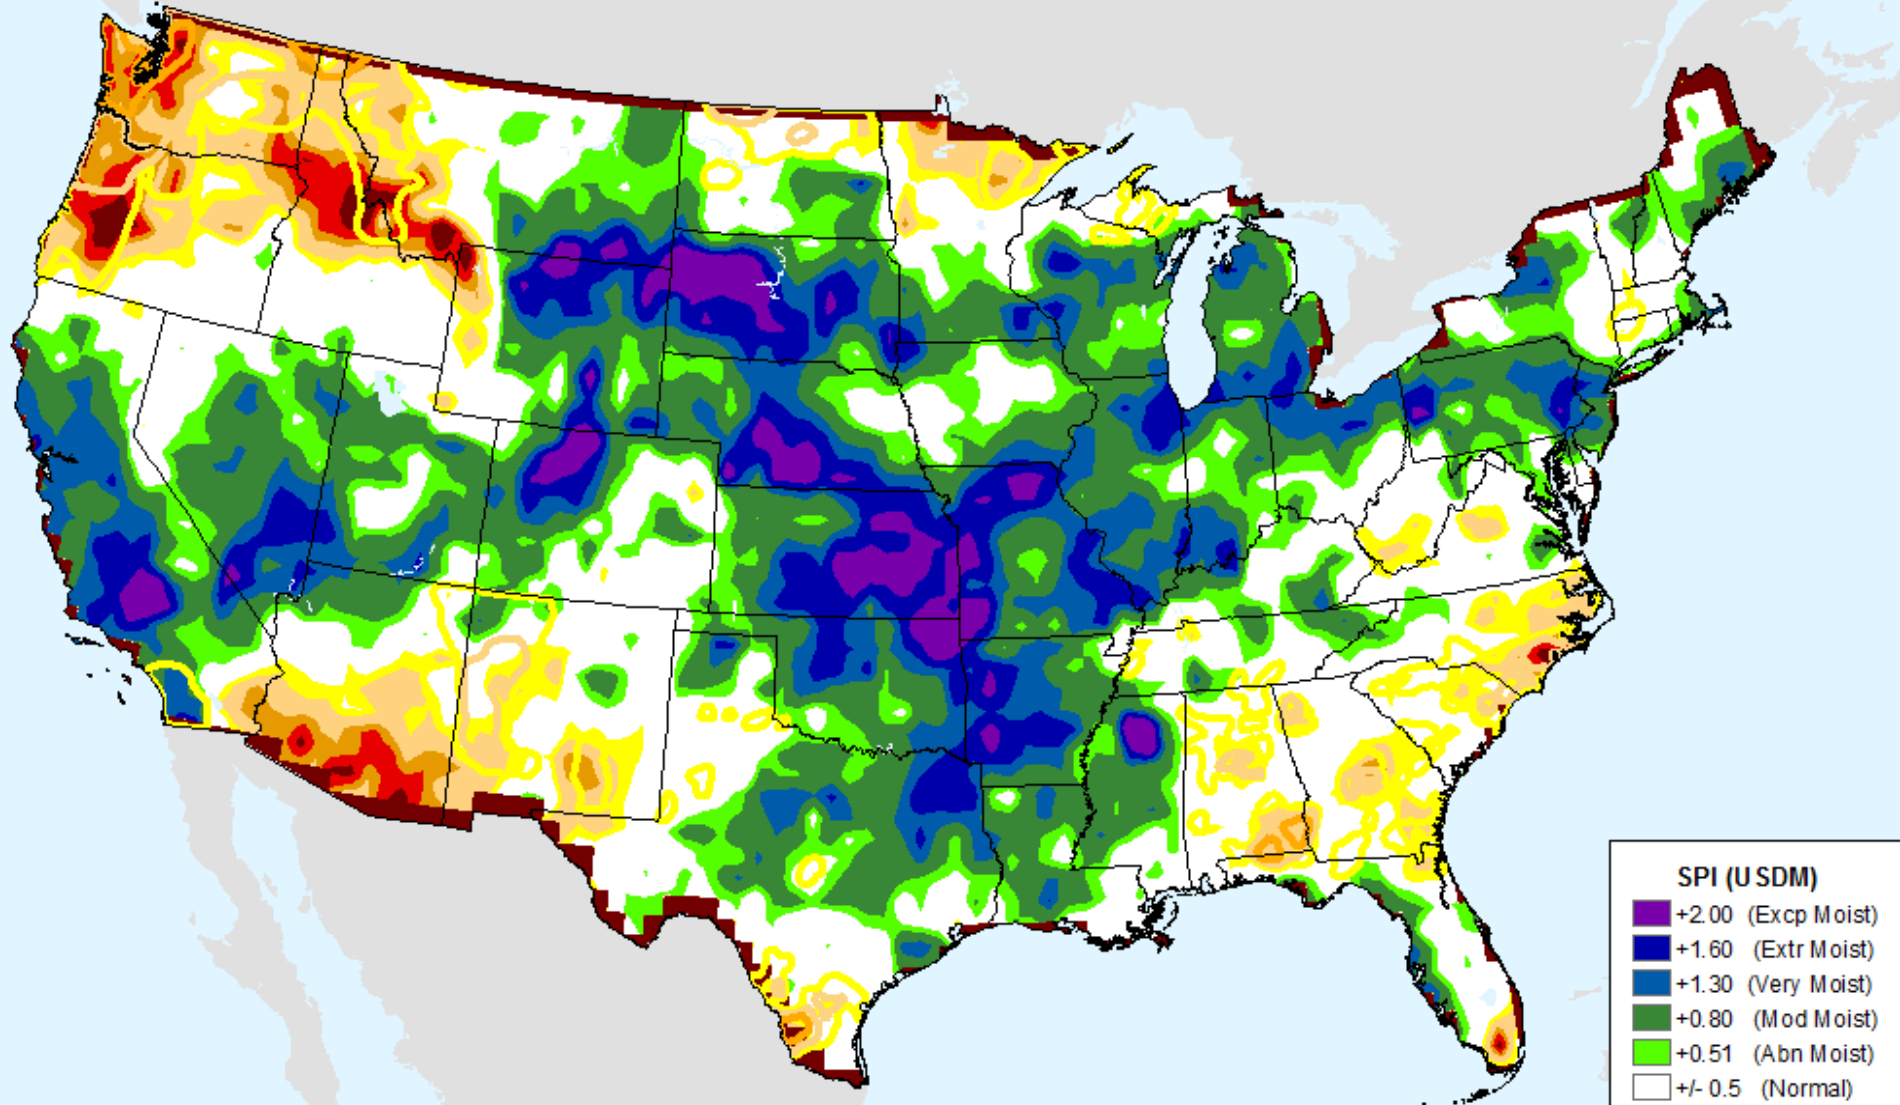 SPI (USDM)
+2.00 (Excp Moist)
+1.60 (Extr Moist)
+1.30 (Very Moist)
+0.80 (Mod Moist)
+0.51 (Abn Moist)
+/- 0.5 (Normal)